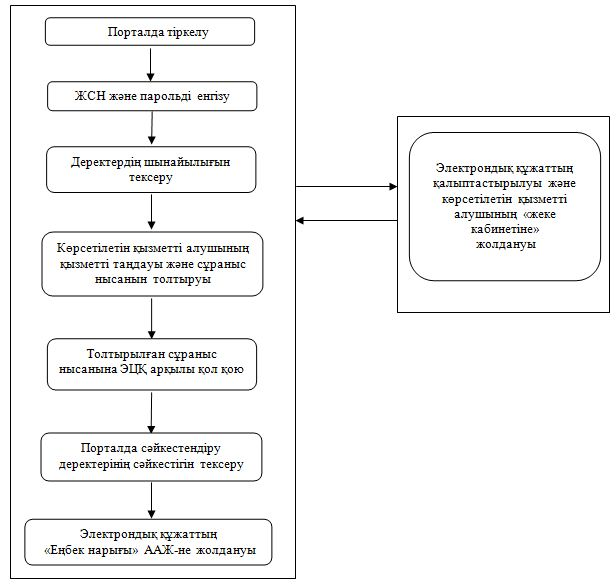 Порталда тіркелу
ЖСН және парольді енгізу
Деректердің шынайылығын
тексеру
Көрсетілетін қызметті алушының
қызметті таңдауы және сұраныс
нысанын толтыруы
Толтырылған сұраныс
нысанына ЭЦҚ арқылы қол қою
Порталда сәйкестендіру
деректерінің сәйкестігін тексеру
Электрондық құжаттың
«Еңбек нарығы» ААЖ-не жолдануы
Электрондық құжаттың
қалыптастырылуы және
көрсетілетін қызметті
алушының «жеке
кабинетіне»
жолдануы